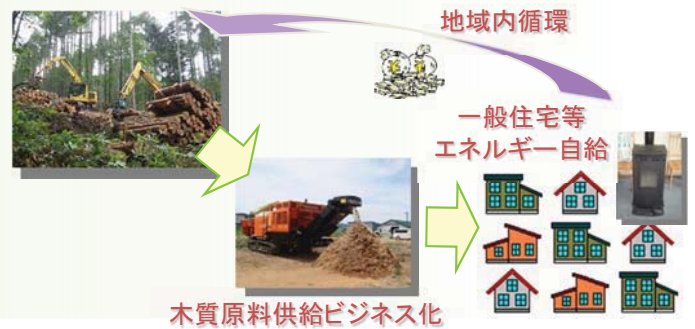 地域内循環
一般住宅等
エネルギー自給
木質原料供給ビジネス化